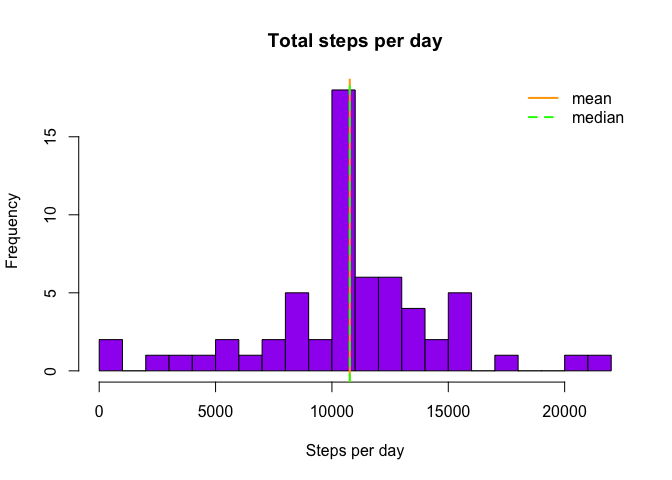 Total steps per day
mean
median
Frequency
15
10
5
0
0 5000 10000 15000 20000
Steps per day